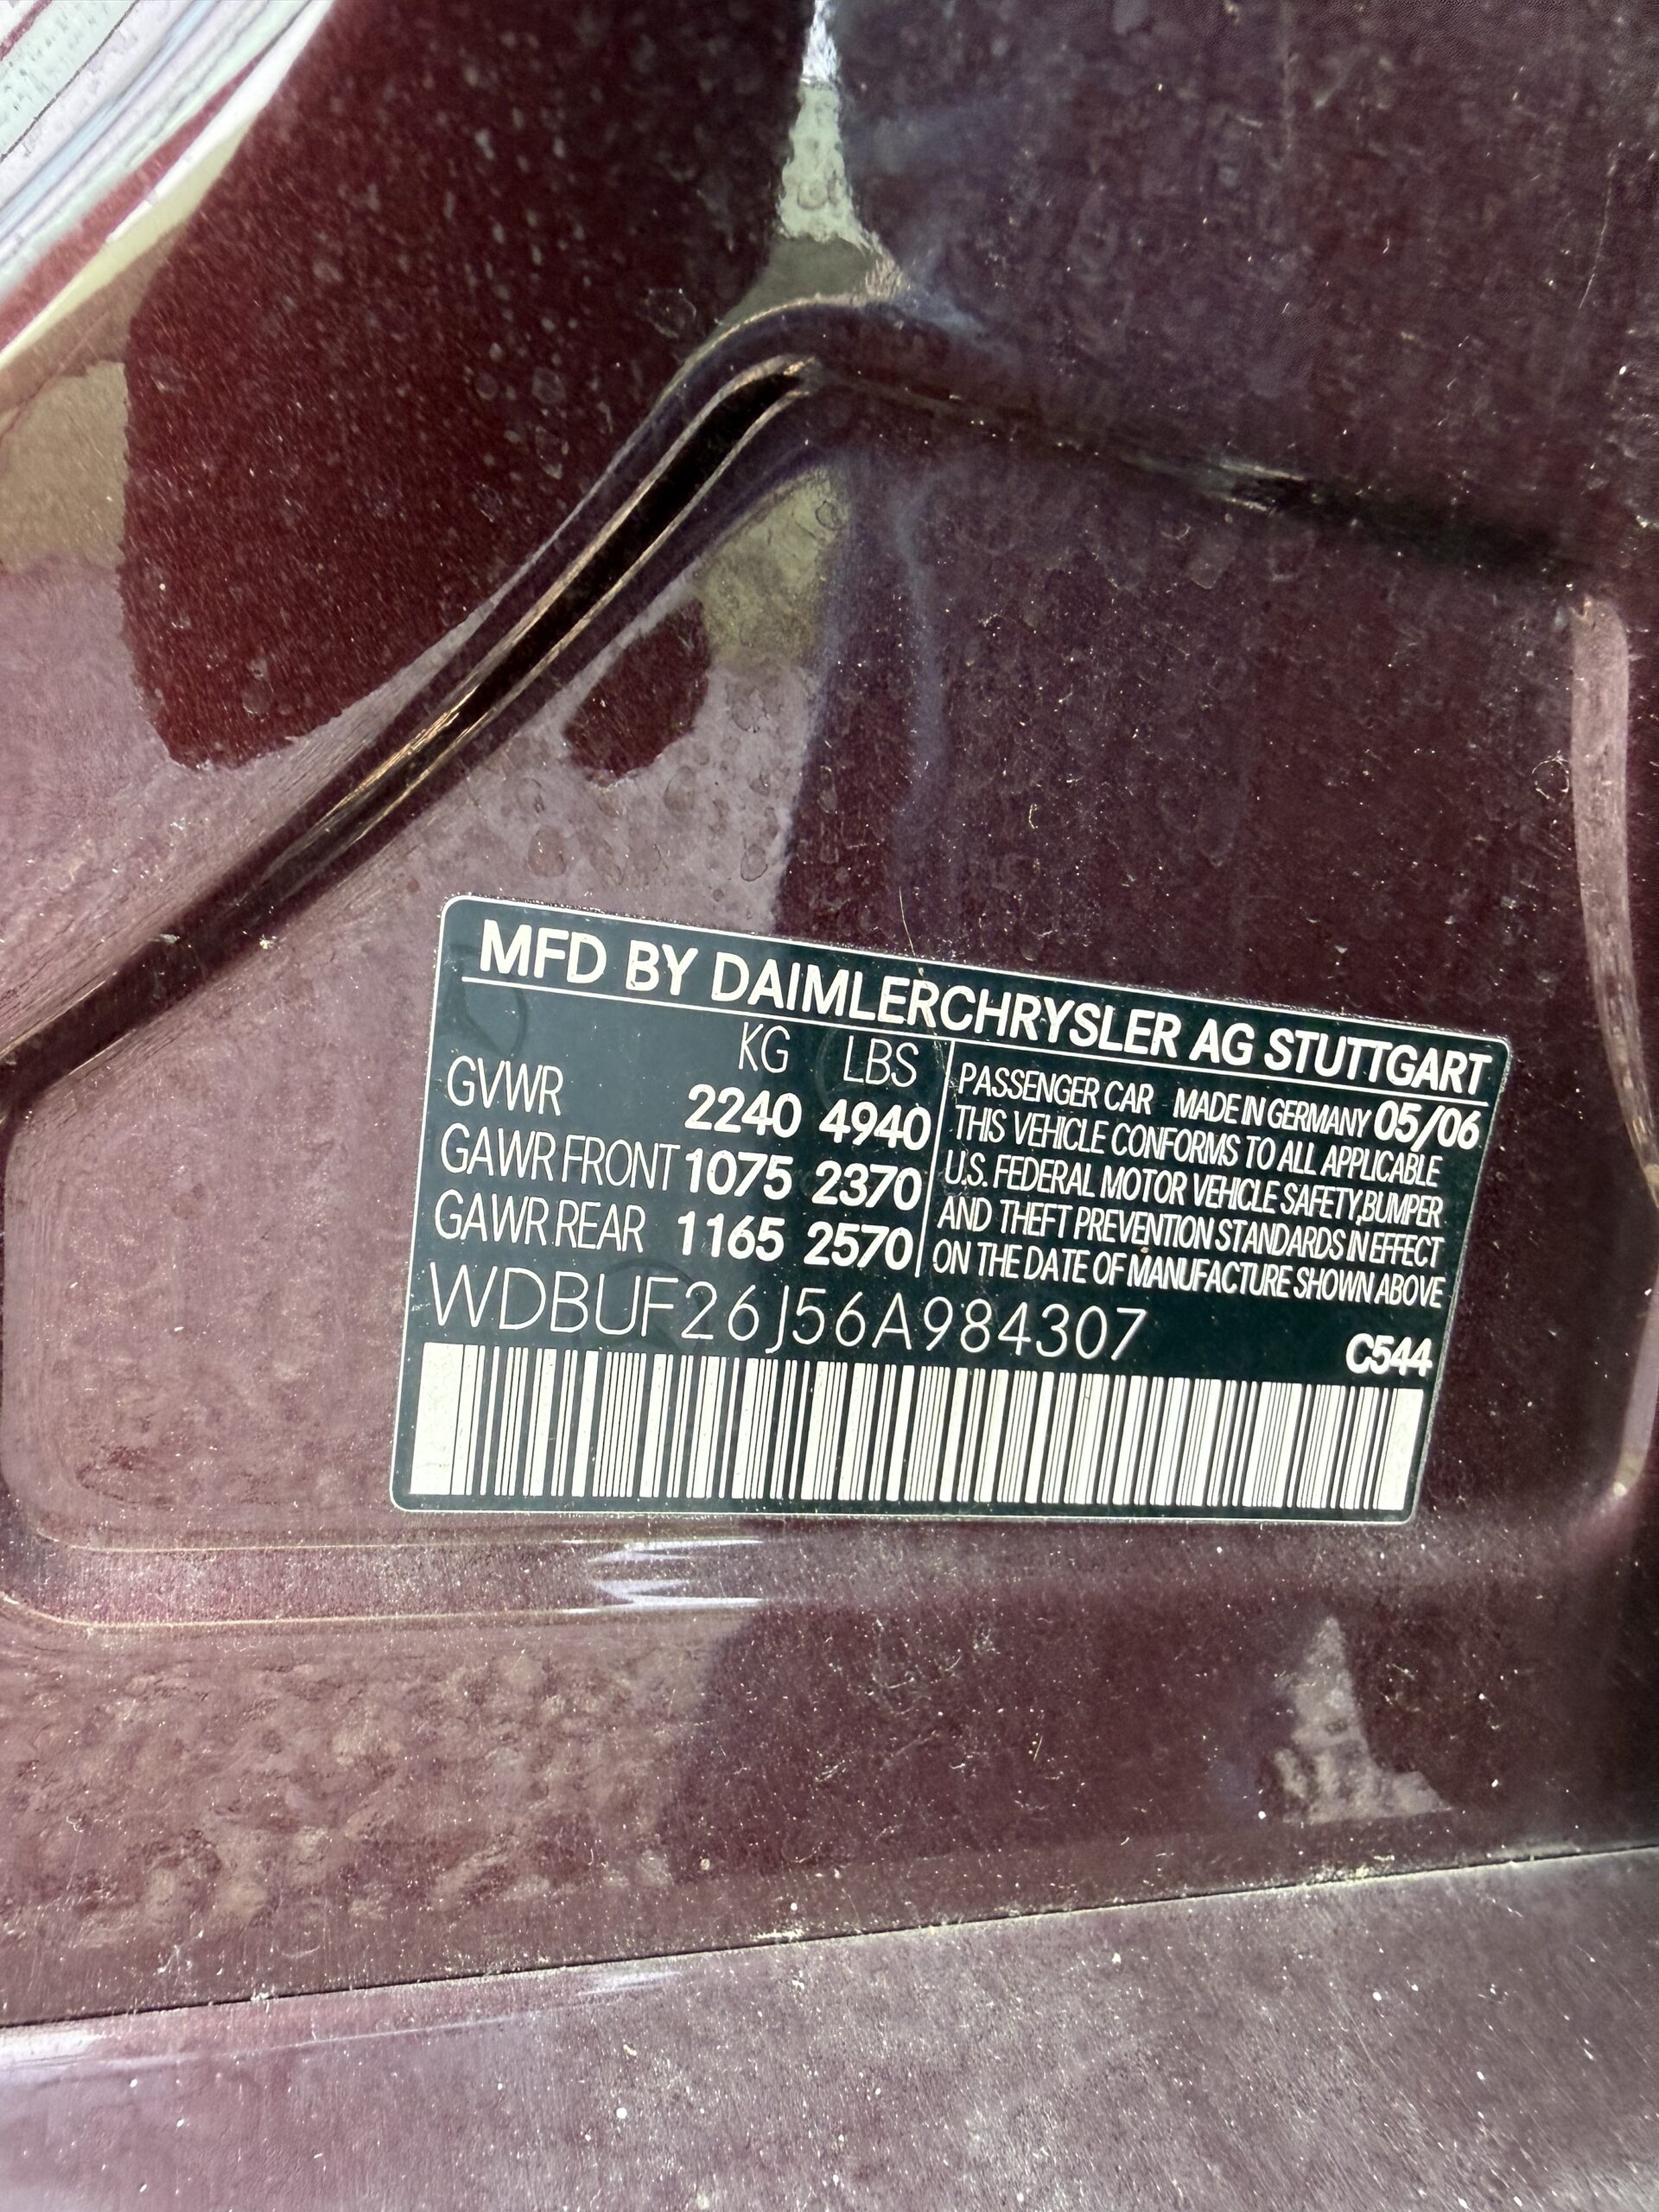 MFD BY DAIMLERCHRYSLER AG STUTTGART
KG LBS
GVWR 2240 4940
GAWR FRONT 1075 2370
GAWR REAR 1165 2570
PASSENGER CAR MADE IN GERMANY 05/06
THIS VEHICLE CONFORMS TO ALL APPLICABLE
U.S. FEDERAL MOTOR VEHICLE SAFETY,BUMPER
AND THEFT PREVENTION STANDARDS IN EFFECT
ON THE DATE OF MANUFACTURE SHOWN ABOVE
WDBUF26J56A984307
C544